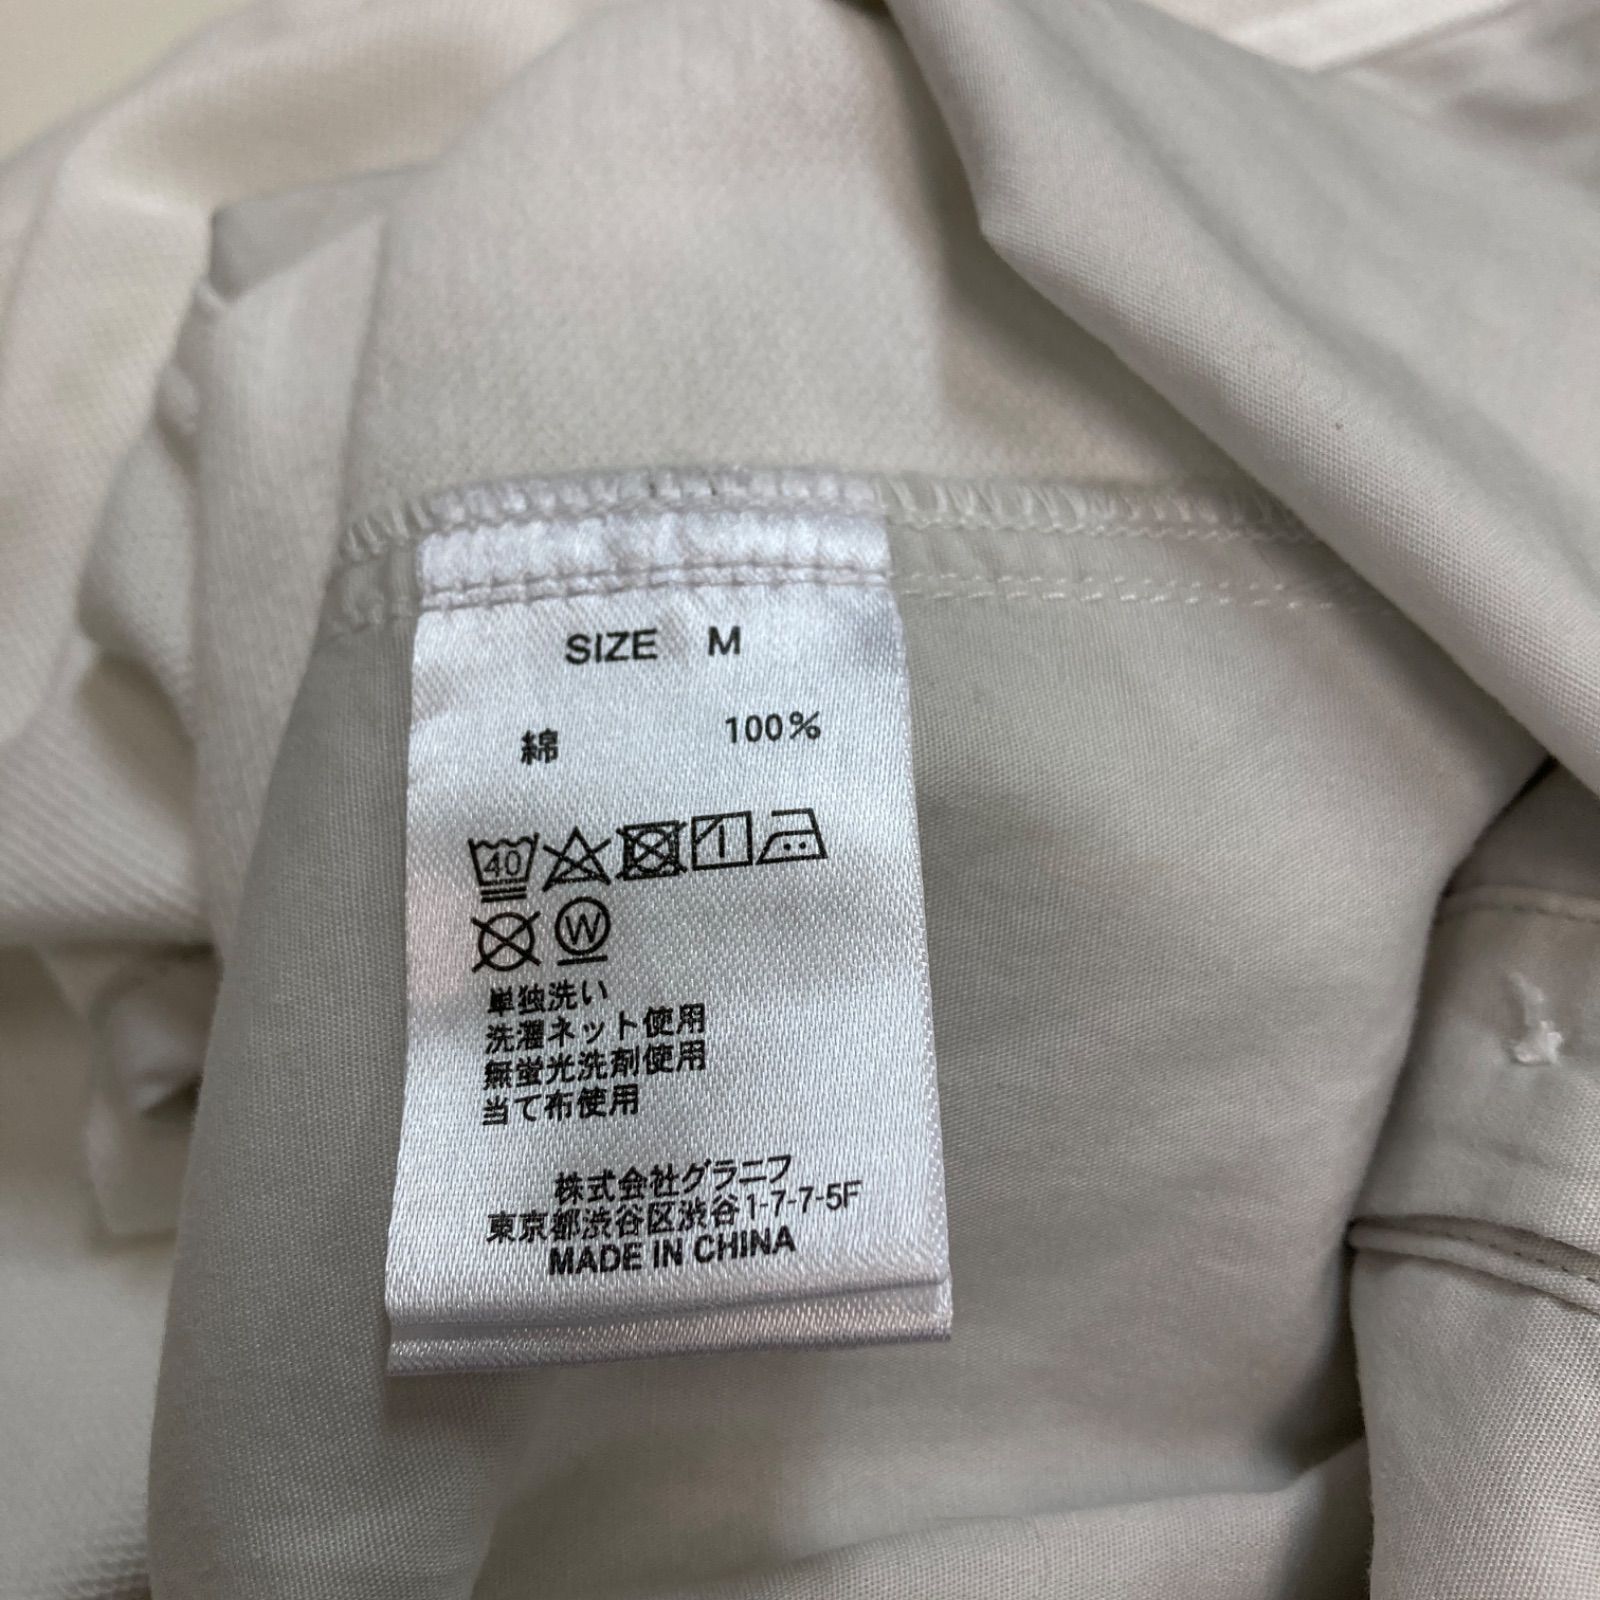 SIZE M
綿 100%
40
W
単独洗い
洗濯ネット使用
無蛍光洗剤使用
当て布使用
株式会社グラニフ
東京都渋谷区渋谷1-7-7-5F
MADE IN CHINA